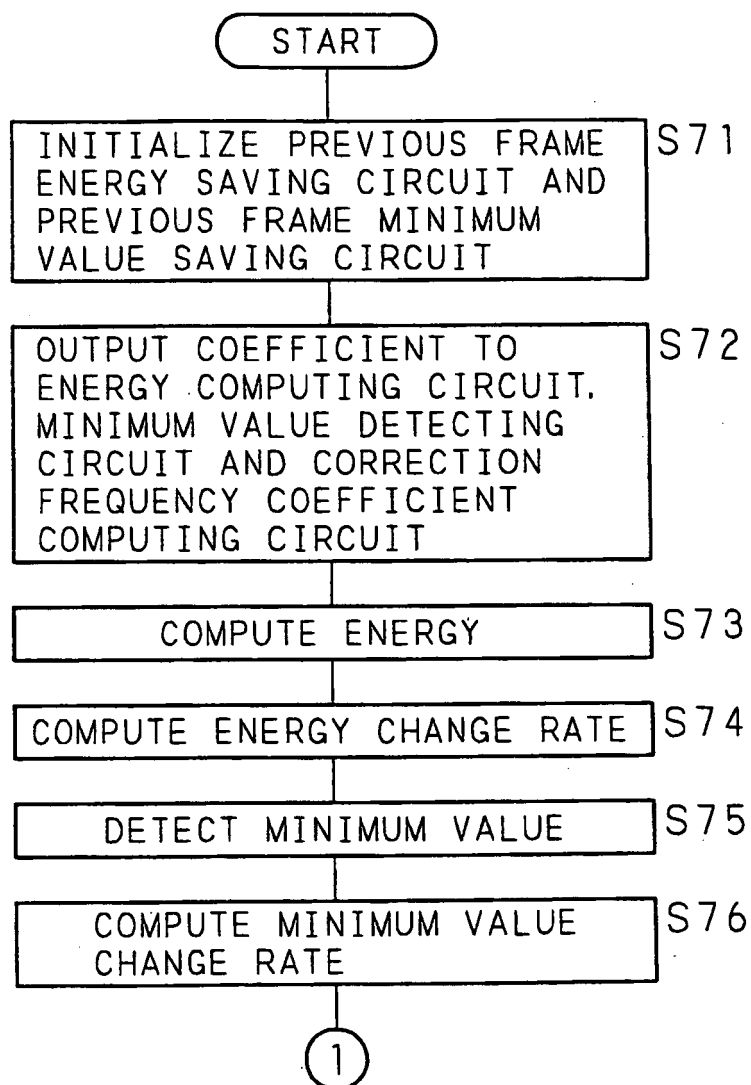 START
INITIALIZE PREVIOUS FRAME S71
ENERGY SAVING CIRCUIT AND
PREVIOUS FRAME MINIMUM
VALUE SAVING CIRCUIT
OUTPUT COEFFICIENT TO S72
ENERGY COMPUTING CIRCUIT,
MINIMUM VALUE DETECTING
CIRCUIT AND CORRECTION
FREQUENCY COEFFICIENT
COMPUTING CIRCUIT
COMPUTE ENERGY S73
COMPUTE ENERGY CHANGE RATE S74
DETECT MINIMUM VALUE S75
COMPUTE MINIMUM VALUE S76
CHANGE RATE
1